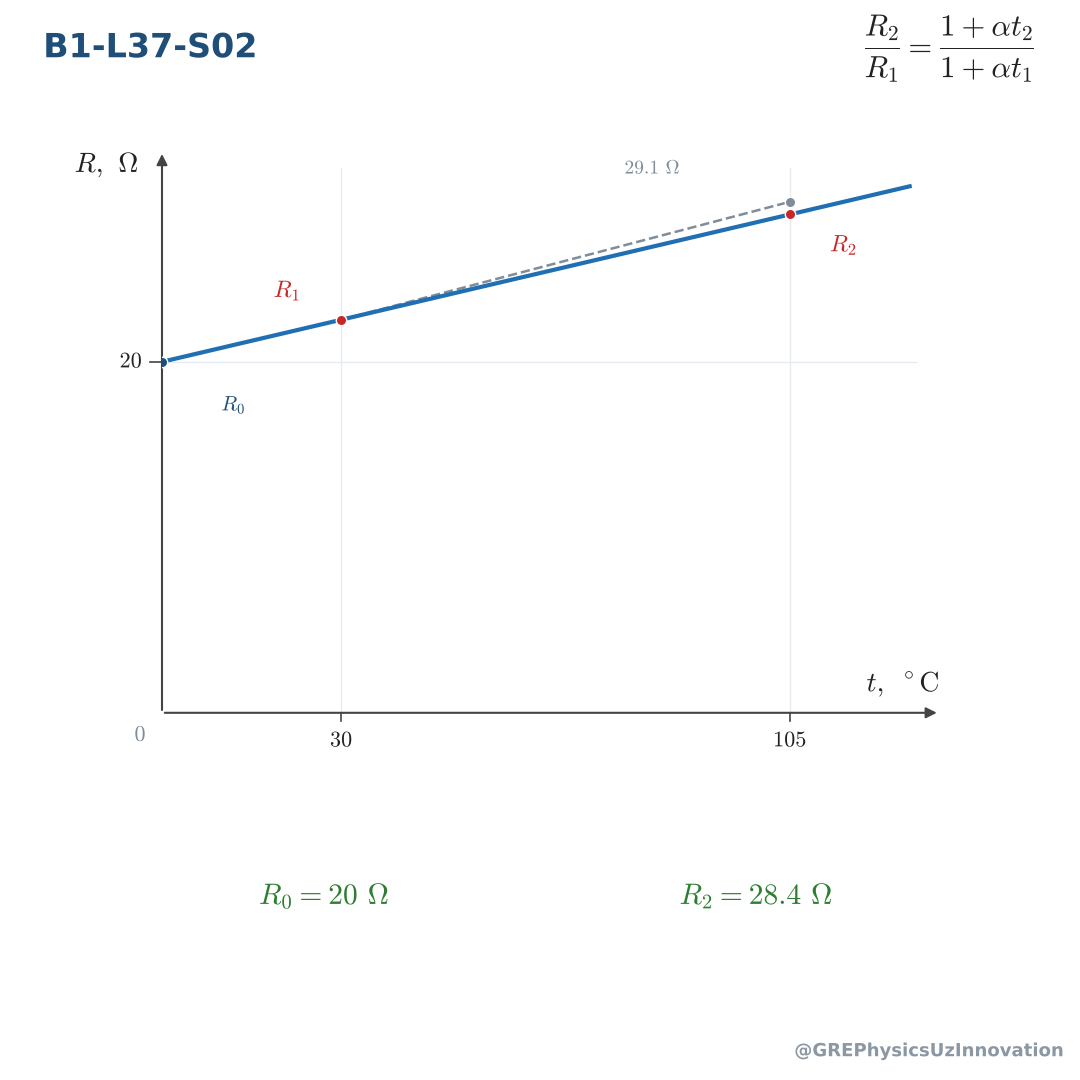 B1-L37-S02
R₂/R₁ = (1 + αt₂)/(1 + αt₁)
R, Ω
29.1 Ω
R₂
R₁
20
R₀
t, °C
0
30
105
R₀ = 20 Ω
R₂ = 28.4 Ω
@GREPhysicsUzInnovation